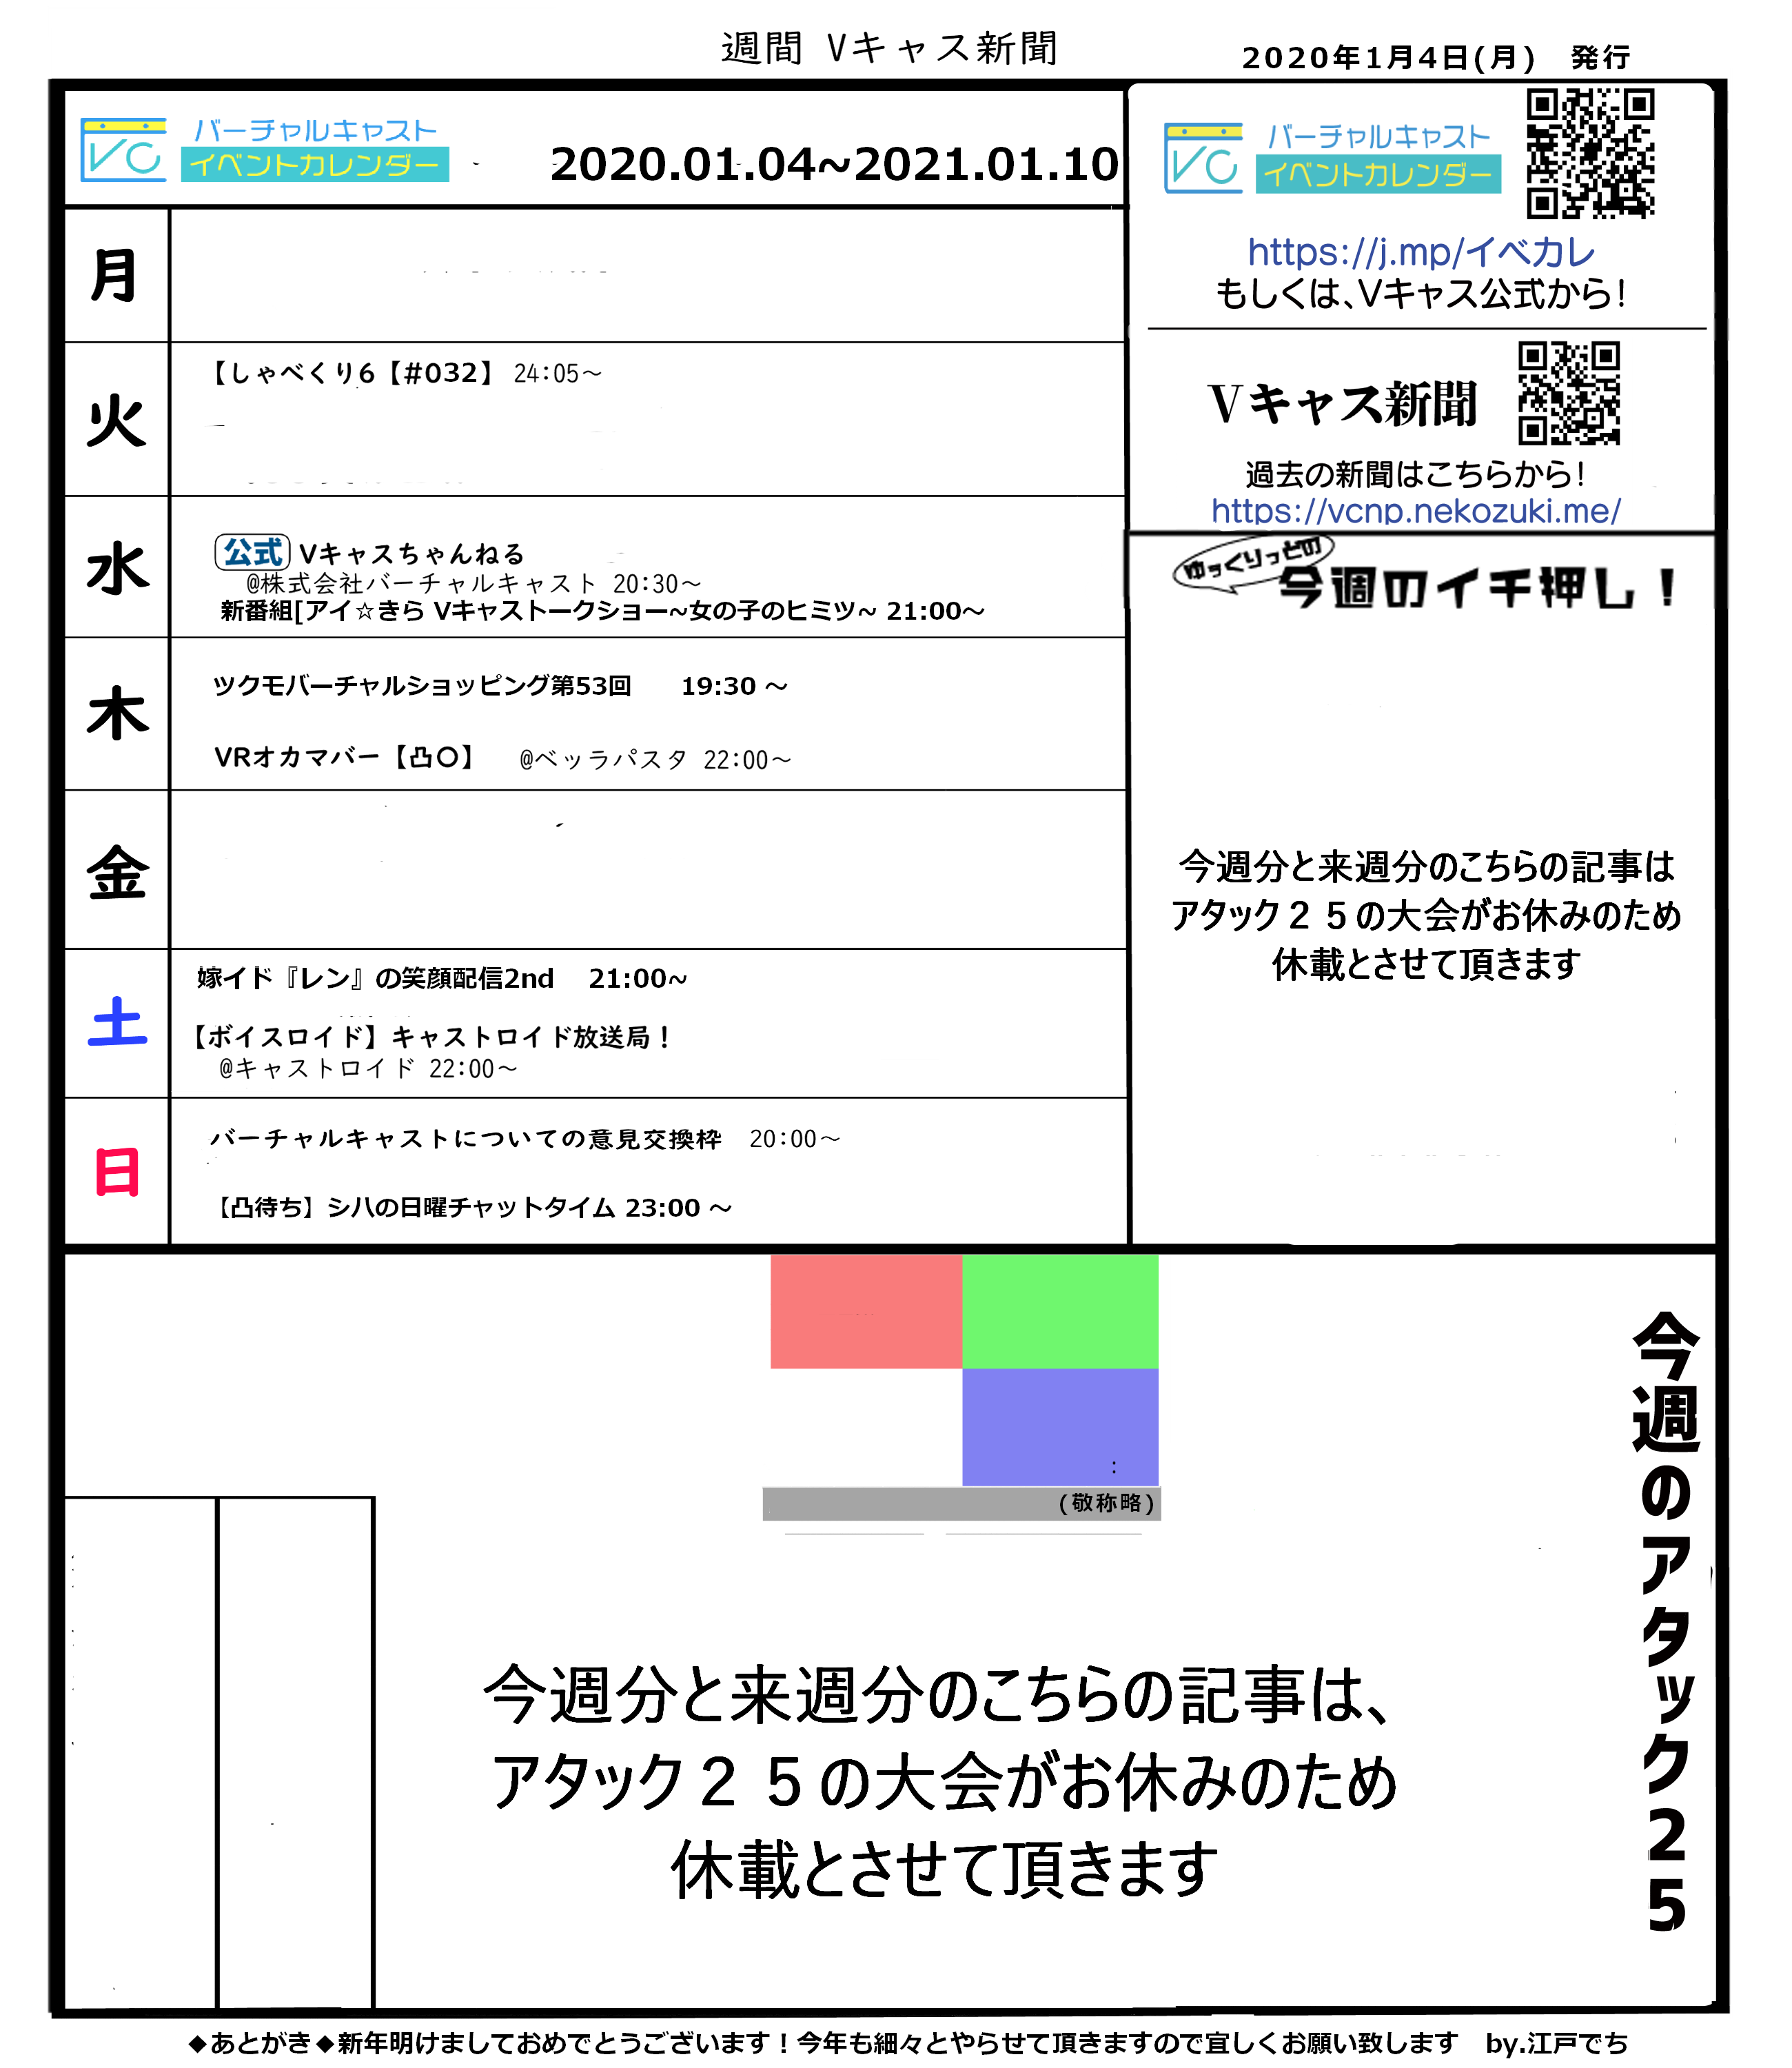 週間 Vキャス新聞
2020年1月4日(月) 発行
バーチャルキャスト
VC
イベントカレンダー
2020.01.04~2021.01.10
月
火
【しゃべくり6【#032】 24:05～
水
公式 Vキャスちゃんねる
@株式会社バーチャルキャスト 20:30～
新番組[アイ☆きら Vキャストークショー~女の子のヒミツ~ 21:00～
木
ツクモバーチャルショッピング第53回 19:30 ～
VRオカマバー【凸〇】 @ベッラパスタ 22:00～
金
土
嫁イド『レン』の笑顔配信2nd 21:00~
【ボイスロイド】キャストロイド放送局！
@キャストロイド 22:00～
日
バーチャルキャストについての意見交換枠 20:00～
【凸待ち】シ八の日曜チャットタイム 23:00 ～
バーチャルキャスト
VC
イベントカレンダー
https://j.mp/イベカレ
もしくは、Vキャス公式から！
Vキャス新聞
過去の新聞はこちらから！
https://vcnp.nekozuki.me/
ゆっくりっどの
今週のイチ押し！
今週分と来週分のこちらの記事は
アタック２５の大会がお休みのため
休載とさせて頂きます
今週のアタック25
:
(敬称略)
今週分と来週分のこちらの記事は、
アタック２５の大会がお休みのため
休載とさせて頂きます
◆あとがき◆新年明けましておめでとうございます！今年も細々とやらせて頂きますので宜しくお願い致します by.江戸でち